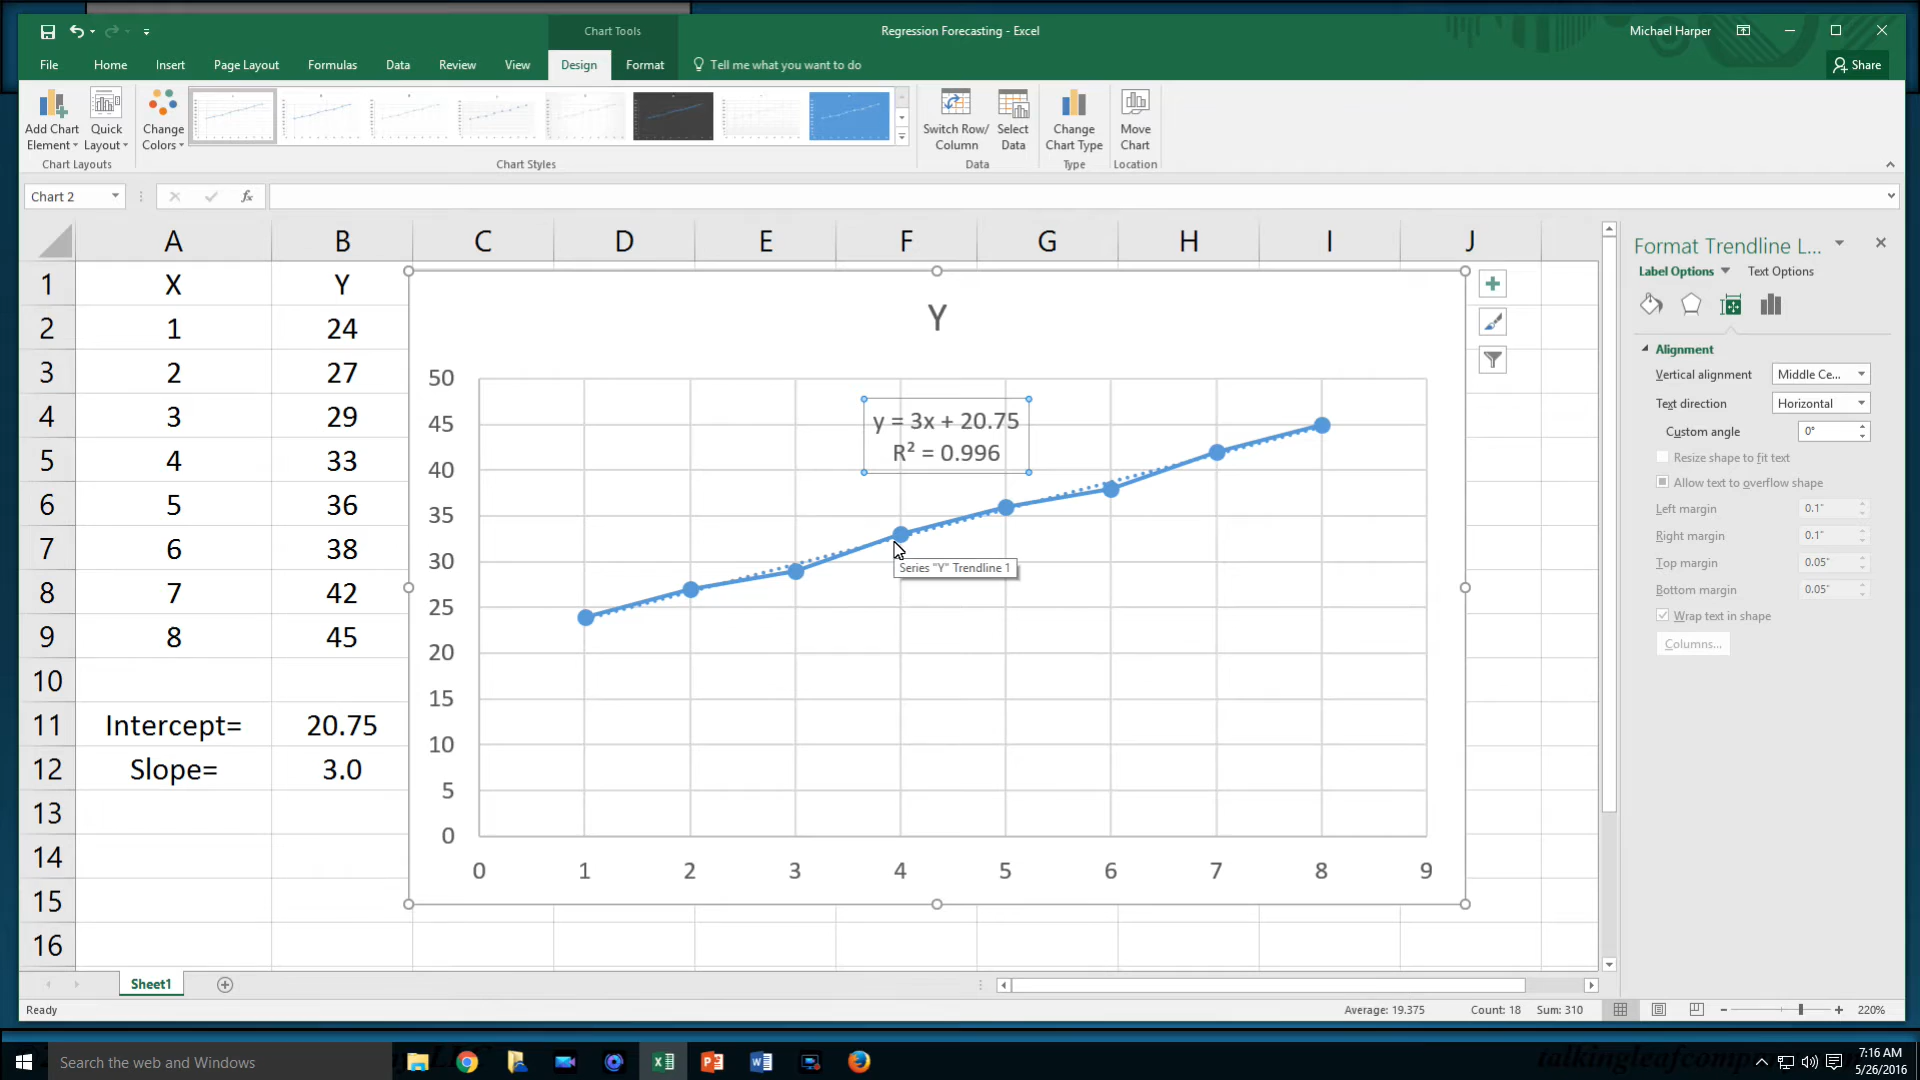 Chart Tools
Regression Forecasting - Excel
Michael Harper
File Home Insert Page Layout Formulas Data Review View Design Format Tell me what you want to do Share
Add Chart Element
Quick Layout
Change Colors
Switch Row/ Column
Select Data
Change Chart Type
Move Chart
Chart Layouts
Chart Styles
Data
Type
Location
Chart 2
fx
A B C D E F G H I J
1 X Y
2 1 24
3 2 27
4 3 29
5 4 33
6 5 36
7 6 38
8 7 42
9 8 45
10
11 Intercept= 20.75
12 Slope= 3.0
13
14
15
16
Y
50
45
40
35
30
25
20
15
10
5
0
0 1 2 3 4 5 6 7 8 9
y = 3x + 20.75
R² = 0.996
Series "Y" Trendline 1
Format Trendline L...
Label Options Text Options
Alignment
Vertical alignment Middle Ce...
Text direction Horizontal
Custom angle 0°
Resize shape to fit text
Allow text to overflow shape
Left margin 0.1"
Right margin 0.1"
Top margin 0.05"
Bottom margin 0.05"
Wrap text in shape
Columns...
Sheet1
Ready
Average: 19.375 Count: 18 Sum: 310 220%
Search the web and Windows
7:16 AM
5/26/2016